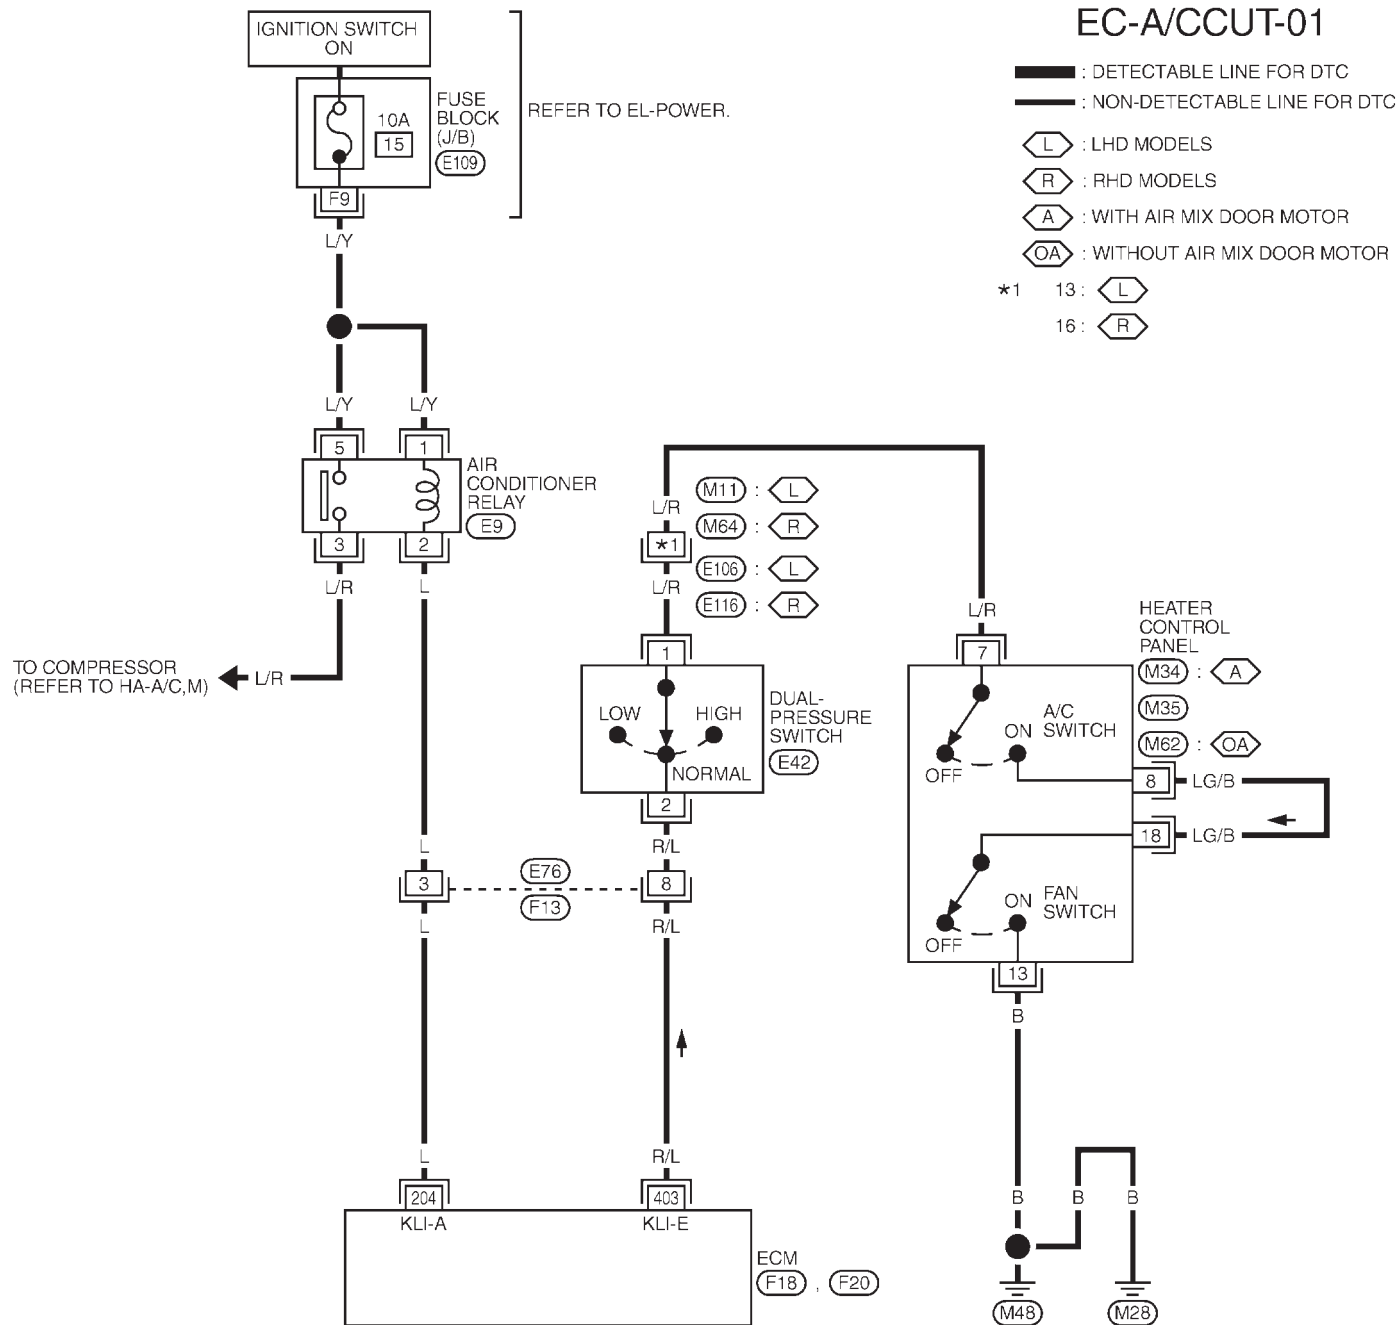 EC-A/CCUT-01
IGNITION SWITCH
ON
FUSE
BLOCK
(J/B)
E109
10A
15
F9
REFER TO EL-POWER.
: DETECTABLE LINE FOR DTC
: NON-DETECTABLE LINE FOR DTC
L : LHD MODELS
R : RHD MODELS
A : WITH AIR MIX DOOR MOTOR
OA : WITHOUT AIR MIX DOOR MOTOR
*1 13 : L
16 : R
L/Y
L/Y
L/Y
5
1
AIR
CONDITIONER
RELAY
E9
3
2
L/R
L
TO COMPRESSOR
(REFER TO HA-A/C,M)
L/R
L/R
*1
L/R
M11 : L
M64 : R
E106 : L
E116 : R
1
LOW
HIGH
NORMAL
DUAL-
PRESSURE
SWITCH
E42
2
R/L
L/R
7
HEATER
CONTROL
PANEL
M34 : A
M35
M62 : OA
A/C
SWITCH
ON
OFF
8
LG/B
18
LG/B
FAN
SWITCH
ON
OFF
13
B
L
3
E76
F13
8
L
R/L
L
R/L
204
403
KLI-A
KLI-E
ECM
F18 , F20
B
B
B
M48
M28